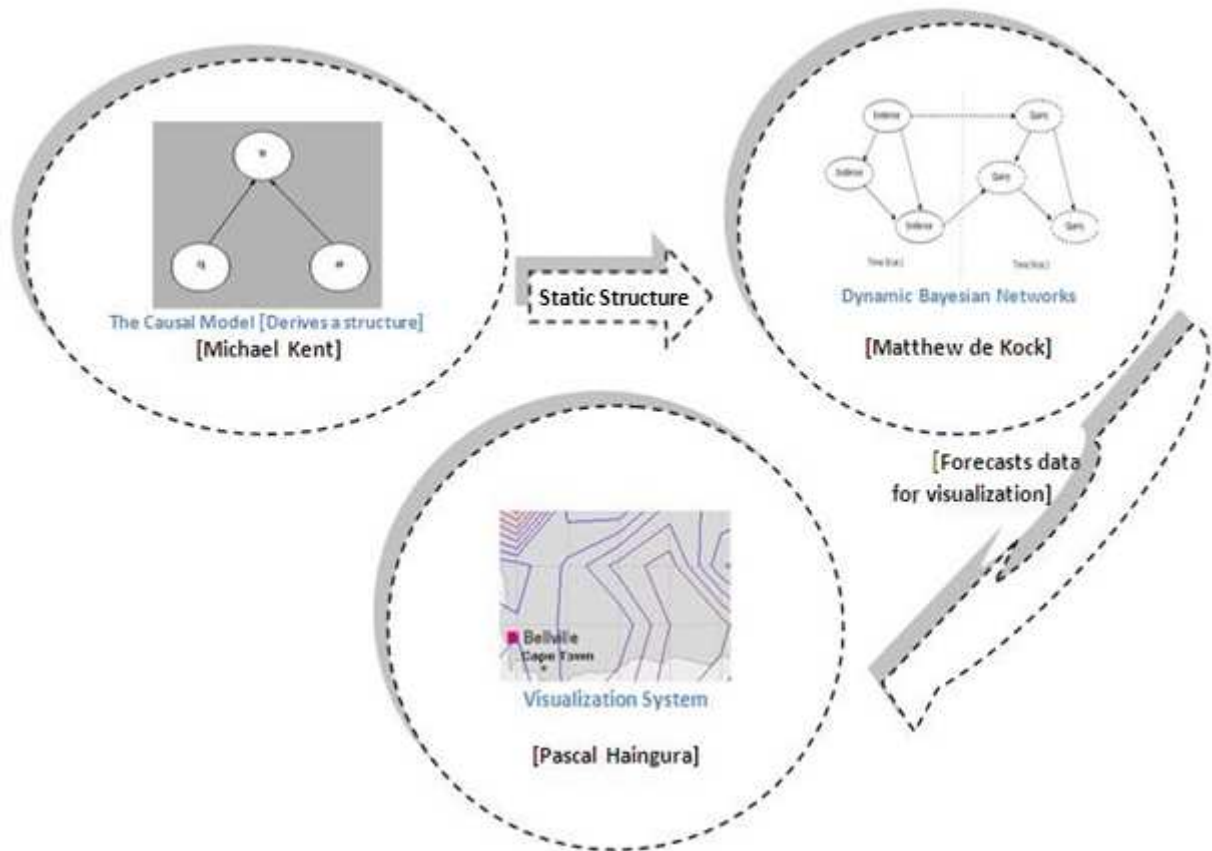 q
The Causal Model [Derives a structure]
[Michael Kent]
Static Structure
Dynamic Bayesian Networks
[Matthew de Kock]
[Forecasts data
for visualization]
Bellville
Cape Town
Visualization System
[Pascal Haingura]